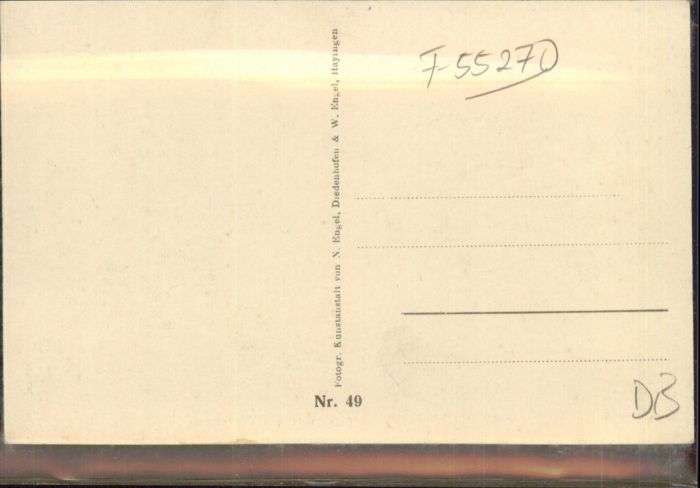 F-55270
Fotogr. Kunstanstalt von N. Engel, Diedenhofen & W. Engel, Hayingen
Nr. 49
DB